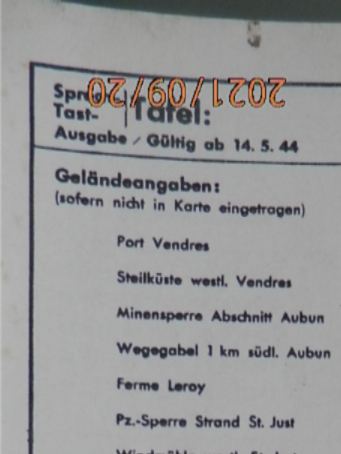 2021/09/20
Sprech-
Tast- Tafel:
Ausgabe / Gültig ab 14. 5. 44
Geländeangaben:
(sofern nicht in Karte eingetragen)
Port Vendres
Steilküste westl. Vendres
Minensperre Abschnitt Aubun
Wegegabel 1 km südl. Aubun
Ferme Leroy
Pz.-Sperre Strand St. Just